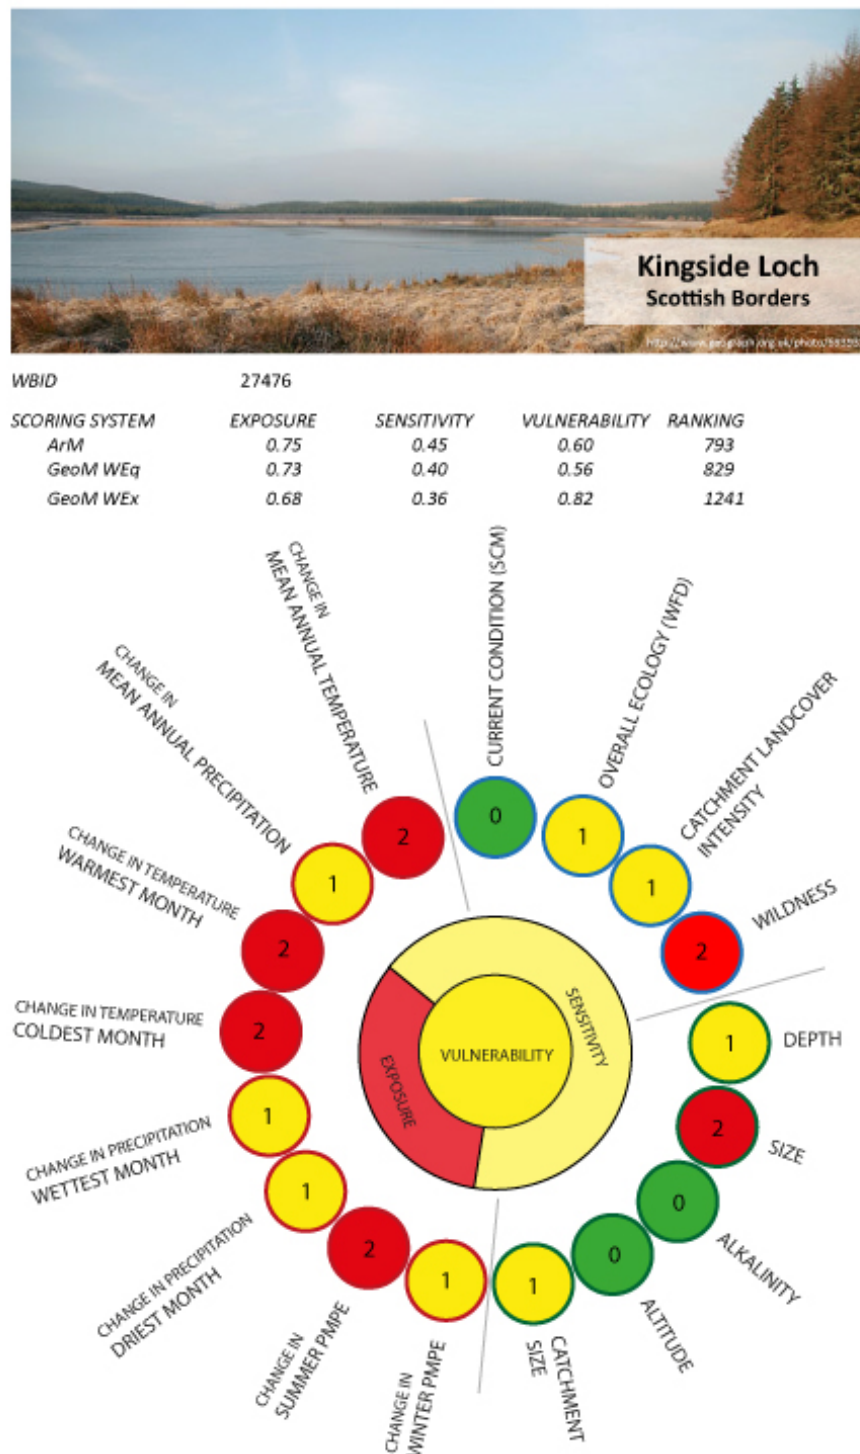 Kingside Loch
Scottish Borders
WBID 27476
SCORING SYSTEM EXPOSURE SENSITIVITY VULNERABILITY RANKING
ArM 0.75 0.45 0.60 793
GeoM WEq 0.73 0.40 0.56 829
GeoM WEx 0.68 0.36 0.82 1241
CHANGE IN
MEAN ANNUAL TEMPERATURE
2
CURRENT CONDITION (SCM)
0
OVERALL ECOLOGY (WFD)
1
CATCHMENT LANDCOVER
INTENSITY
1
WILDNESS
2
DEPTH
1
SIZE
2
ALKALINITY
0
ALTITUDE
0
CATCHMENT
SIZE
1
CHANGE IN
WINTER PMPE
1
CHANGE IN
SUMMER PMPE
2
CHANGE IN PRECIPITATION
DRIEST MONTH
1
CHANGE IN PRECIPITATION
WETTEST MONTH
1
CHANGE IN TEMPERATURE
COLDEST MONTH
2
CHANGE IN TEMPERATURE
WARMEST MONTH
2
CHANGE IN
MEAN ANNUAL PRECIPITATION
1
SENSITIVITY
EXPOSURE
VULNERABILITY